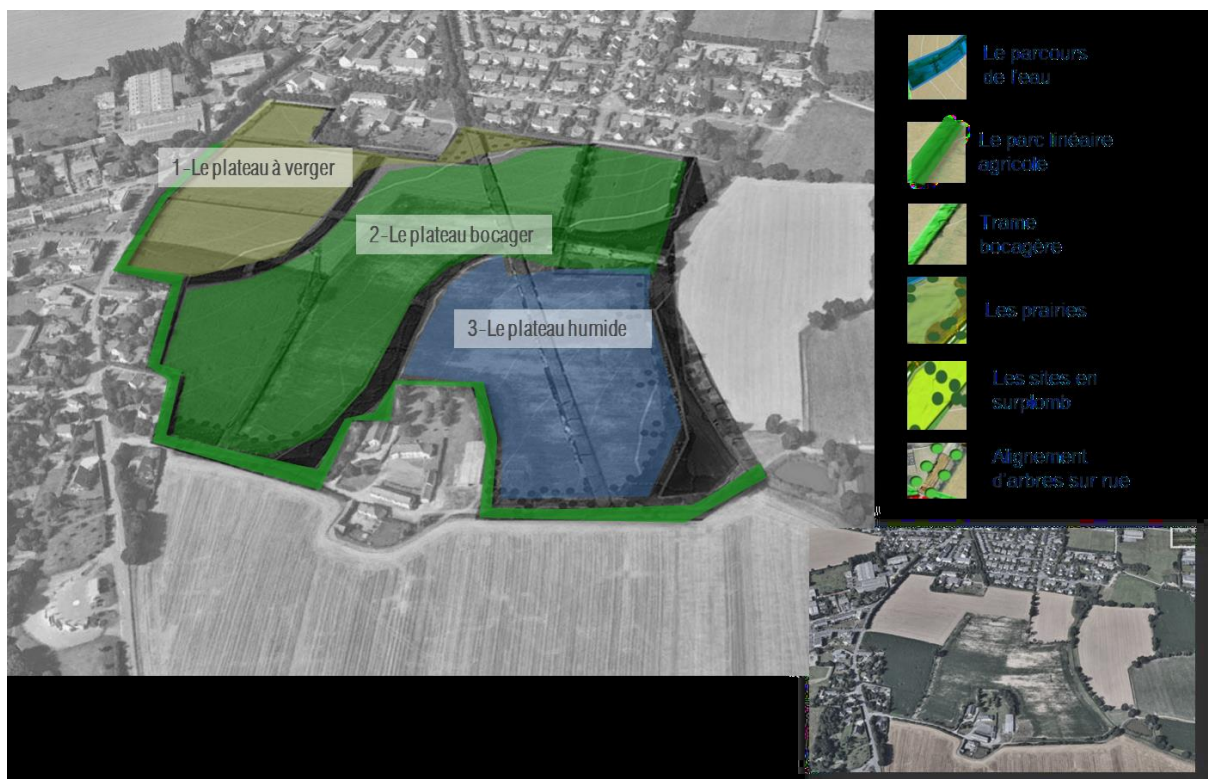 1-Le plateau à verger
2-Le plateau bocager
3-Le plateau humide
Le parcours
de l'eau
Le parc linéaire
agricole
Trame
bocagère
Les prairies
Les sites en
surplomb
Alignement
d'arbres sur rue